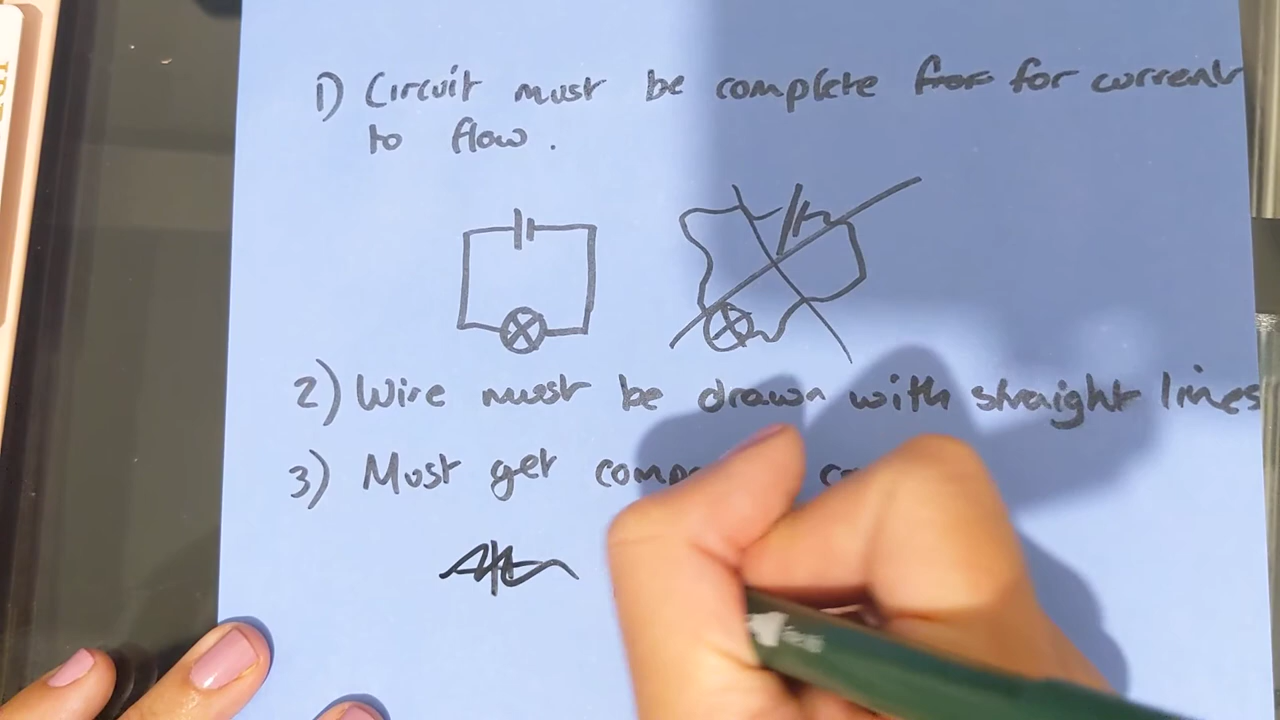 1) Circuit must be complete for for current
to flow.
2) Wire must be drawn with straight lines
3) Must get